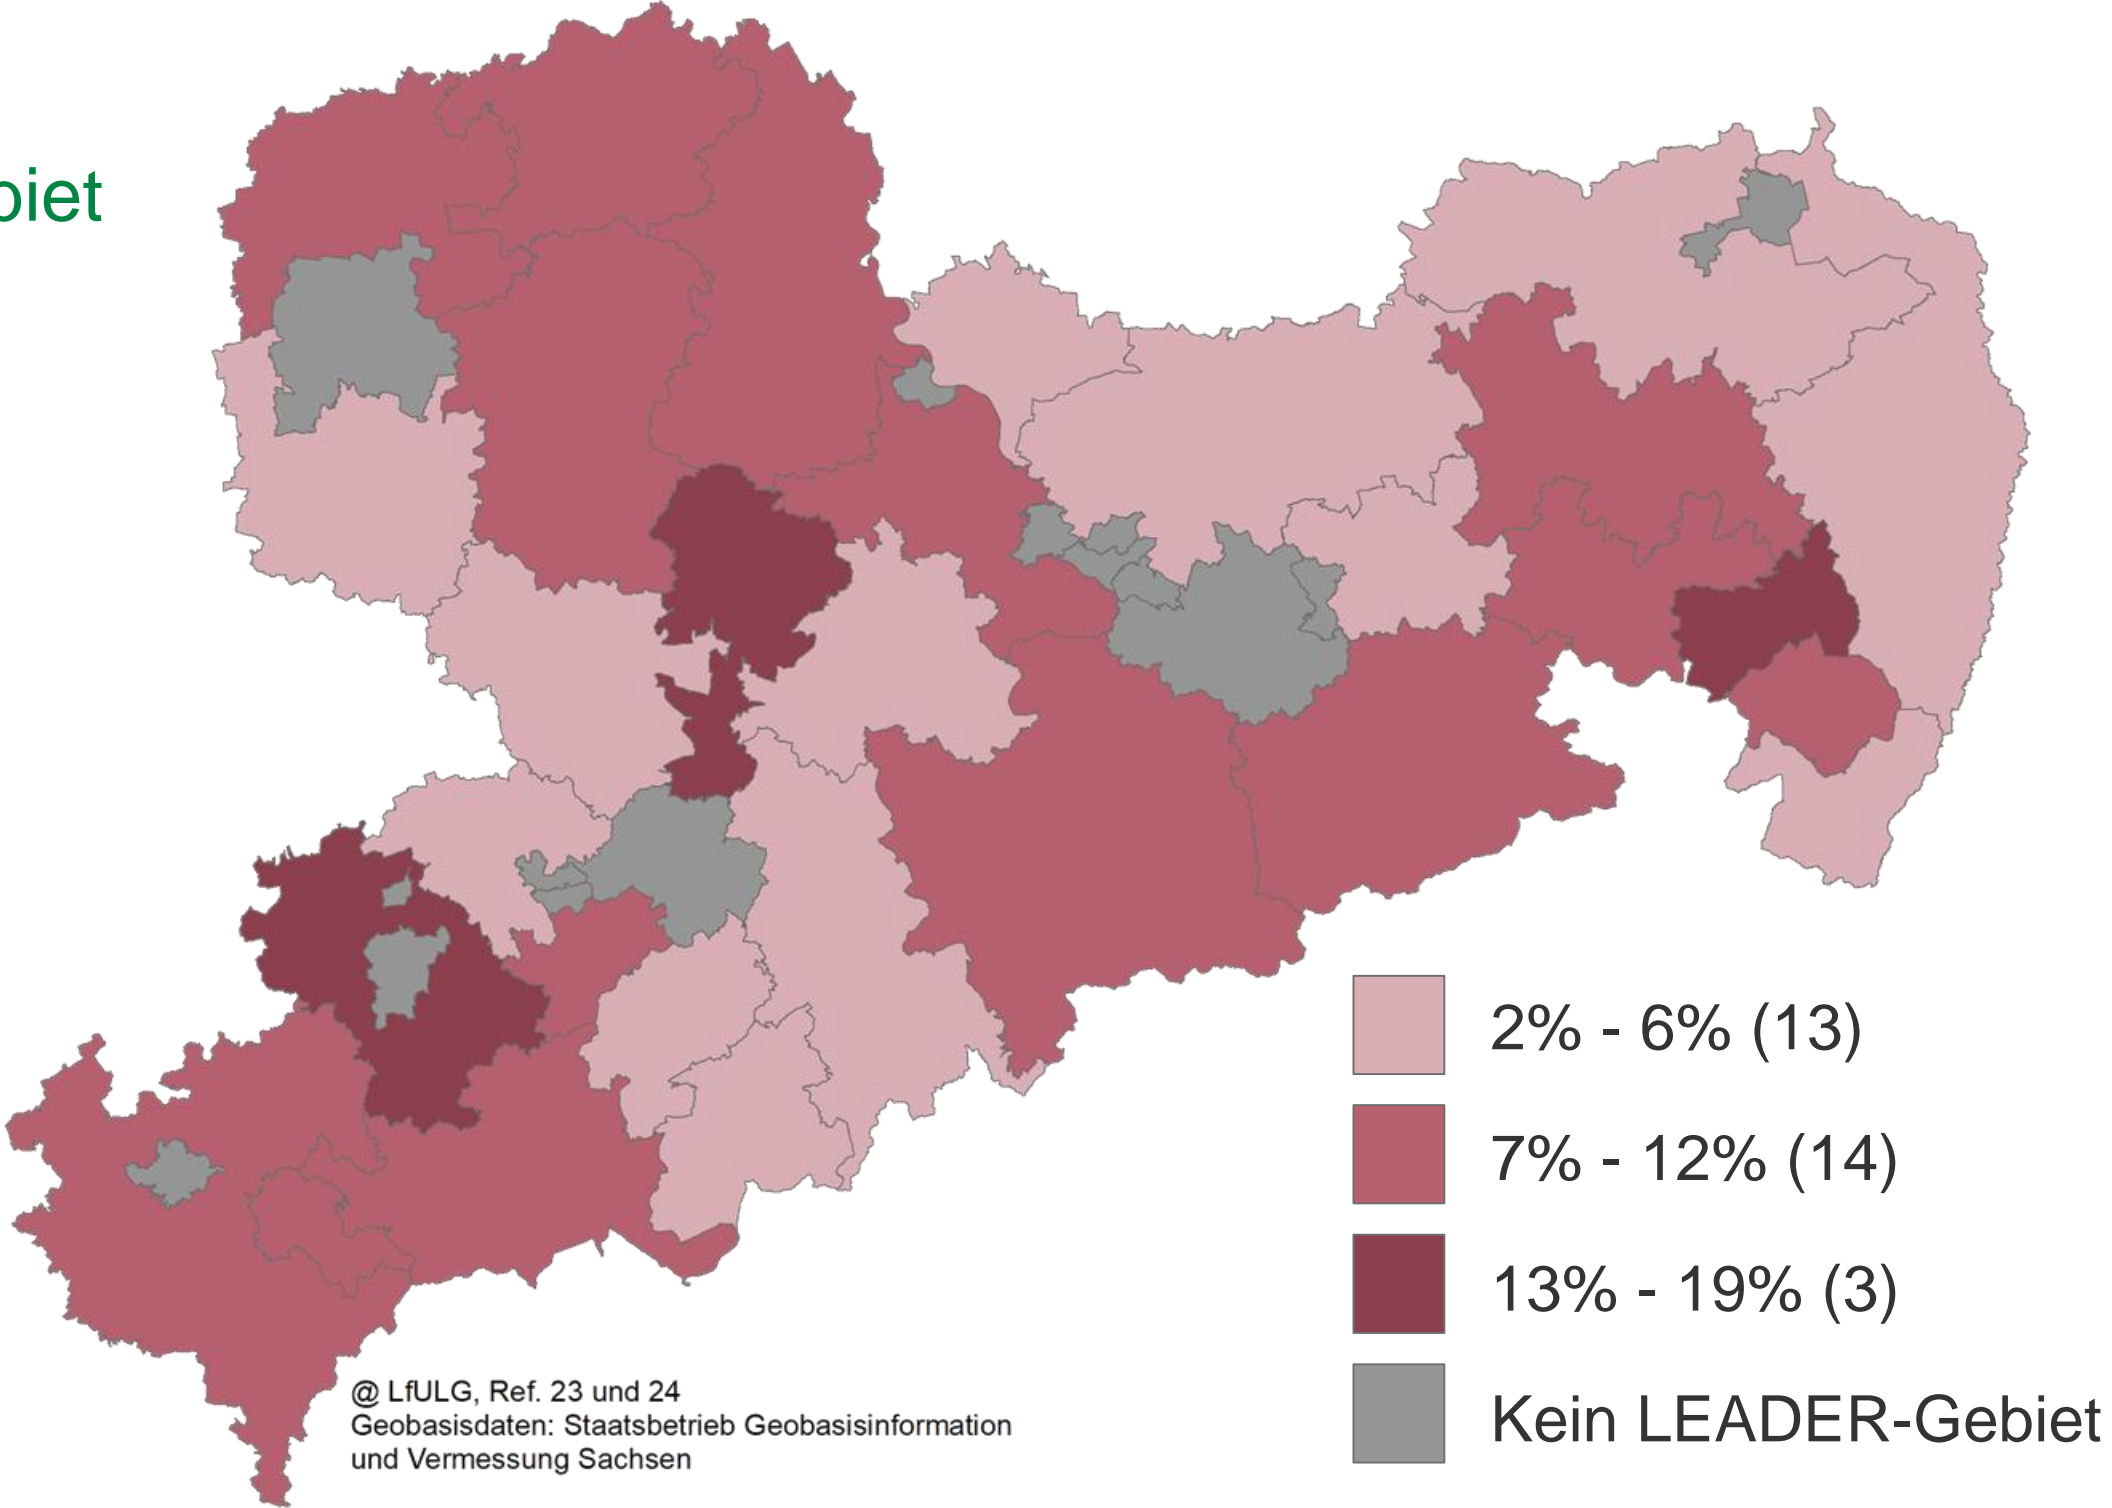 biet
2% - 6% (13)
7% - 12% (14)
13% - 19% (3)
Kein LEADER-Gebiet
@ LfULG, Ref. 23 und 24
Geobasisdaten: Staatsbetrieb Geobasisinformation
und Vermessung Sachsen